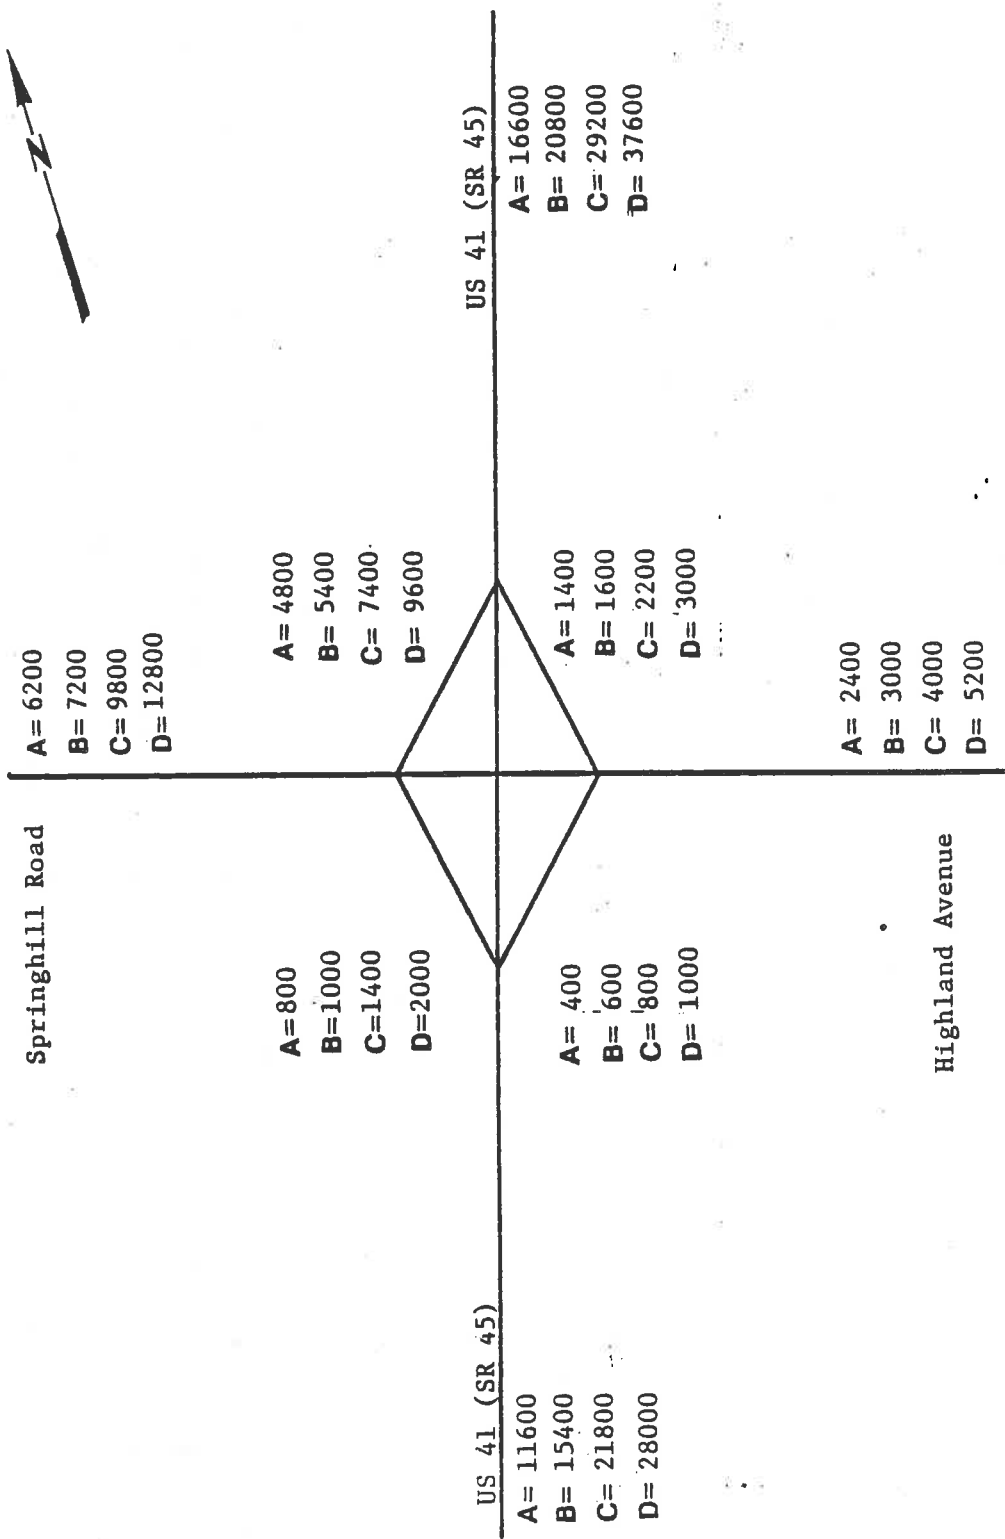 N
Springhill Road
A= 6200
B= 7200
C= 9800
D= 12800
A=800
B=1000
C=1400
D=2000
A= 4800
B= 5400
C= 7400
D= 9600
US 41 (SR 45)
A= 11600
B= 15400
C= 21800
D= 28000
US 41 (SR 45)
A= 16600
B= 20800
C= 29200
D= 37600
A= 400
B= 600
C= 800
D= 1000
A= 1400
B= 1600
C= 2200
D= 3000
Highland Avenue
A= 2400
B= 3000
C= 4000
D= 5200